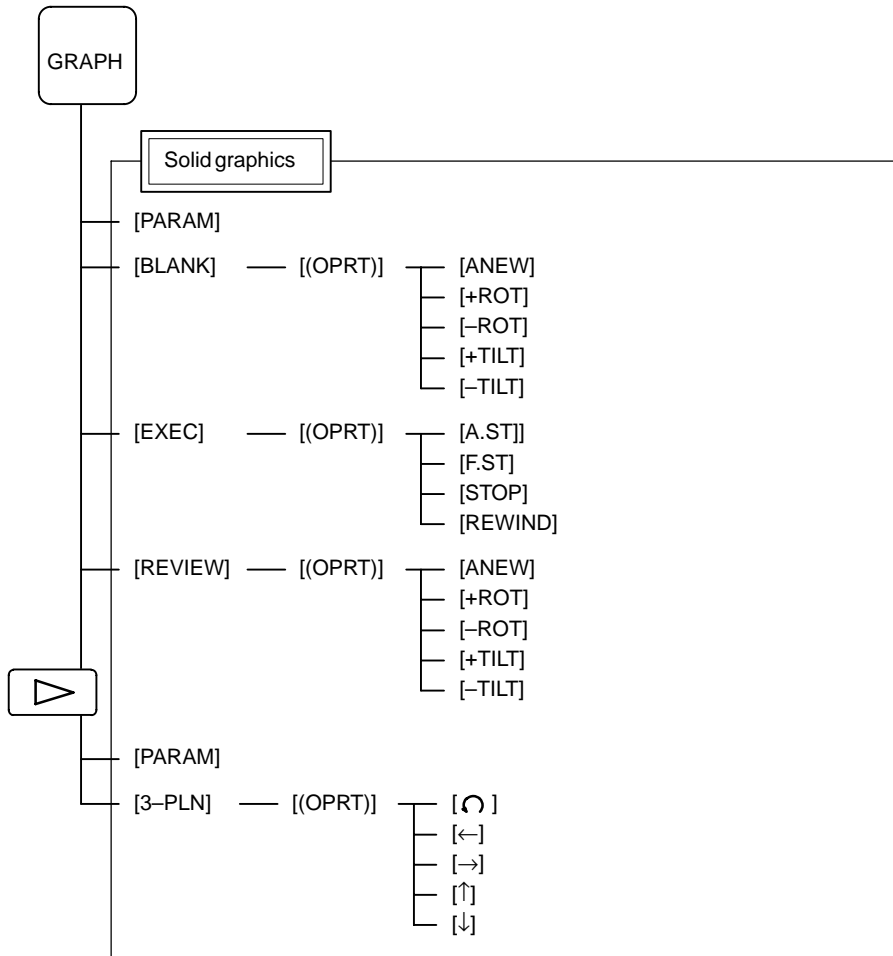 GRAPH
Solid graphics
[PARAM]
[BLANK] [(OPRT)] [ANEW]
[+ROT]
[–ROT]
[+TILT]
[–TILT]
[EXEC] [(OPRT)] [A.ST]]
[F.ST]
[STOP]
[REWIND]
[REVIEW] [(OPRT)] [ANEW]
[+ROT]
[–ROT]
[+TILT]
[–TILT]
[PARAM]
[3–PLN] [(OPRT)] [ ]
[←]
[→]
[↑]
[↓]